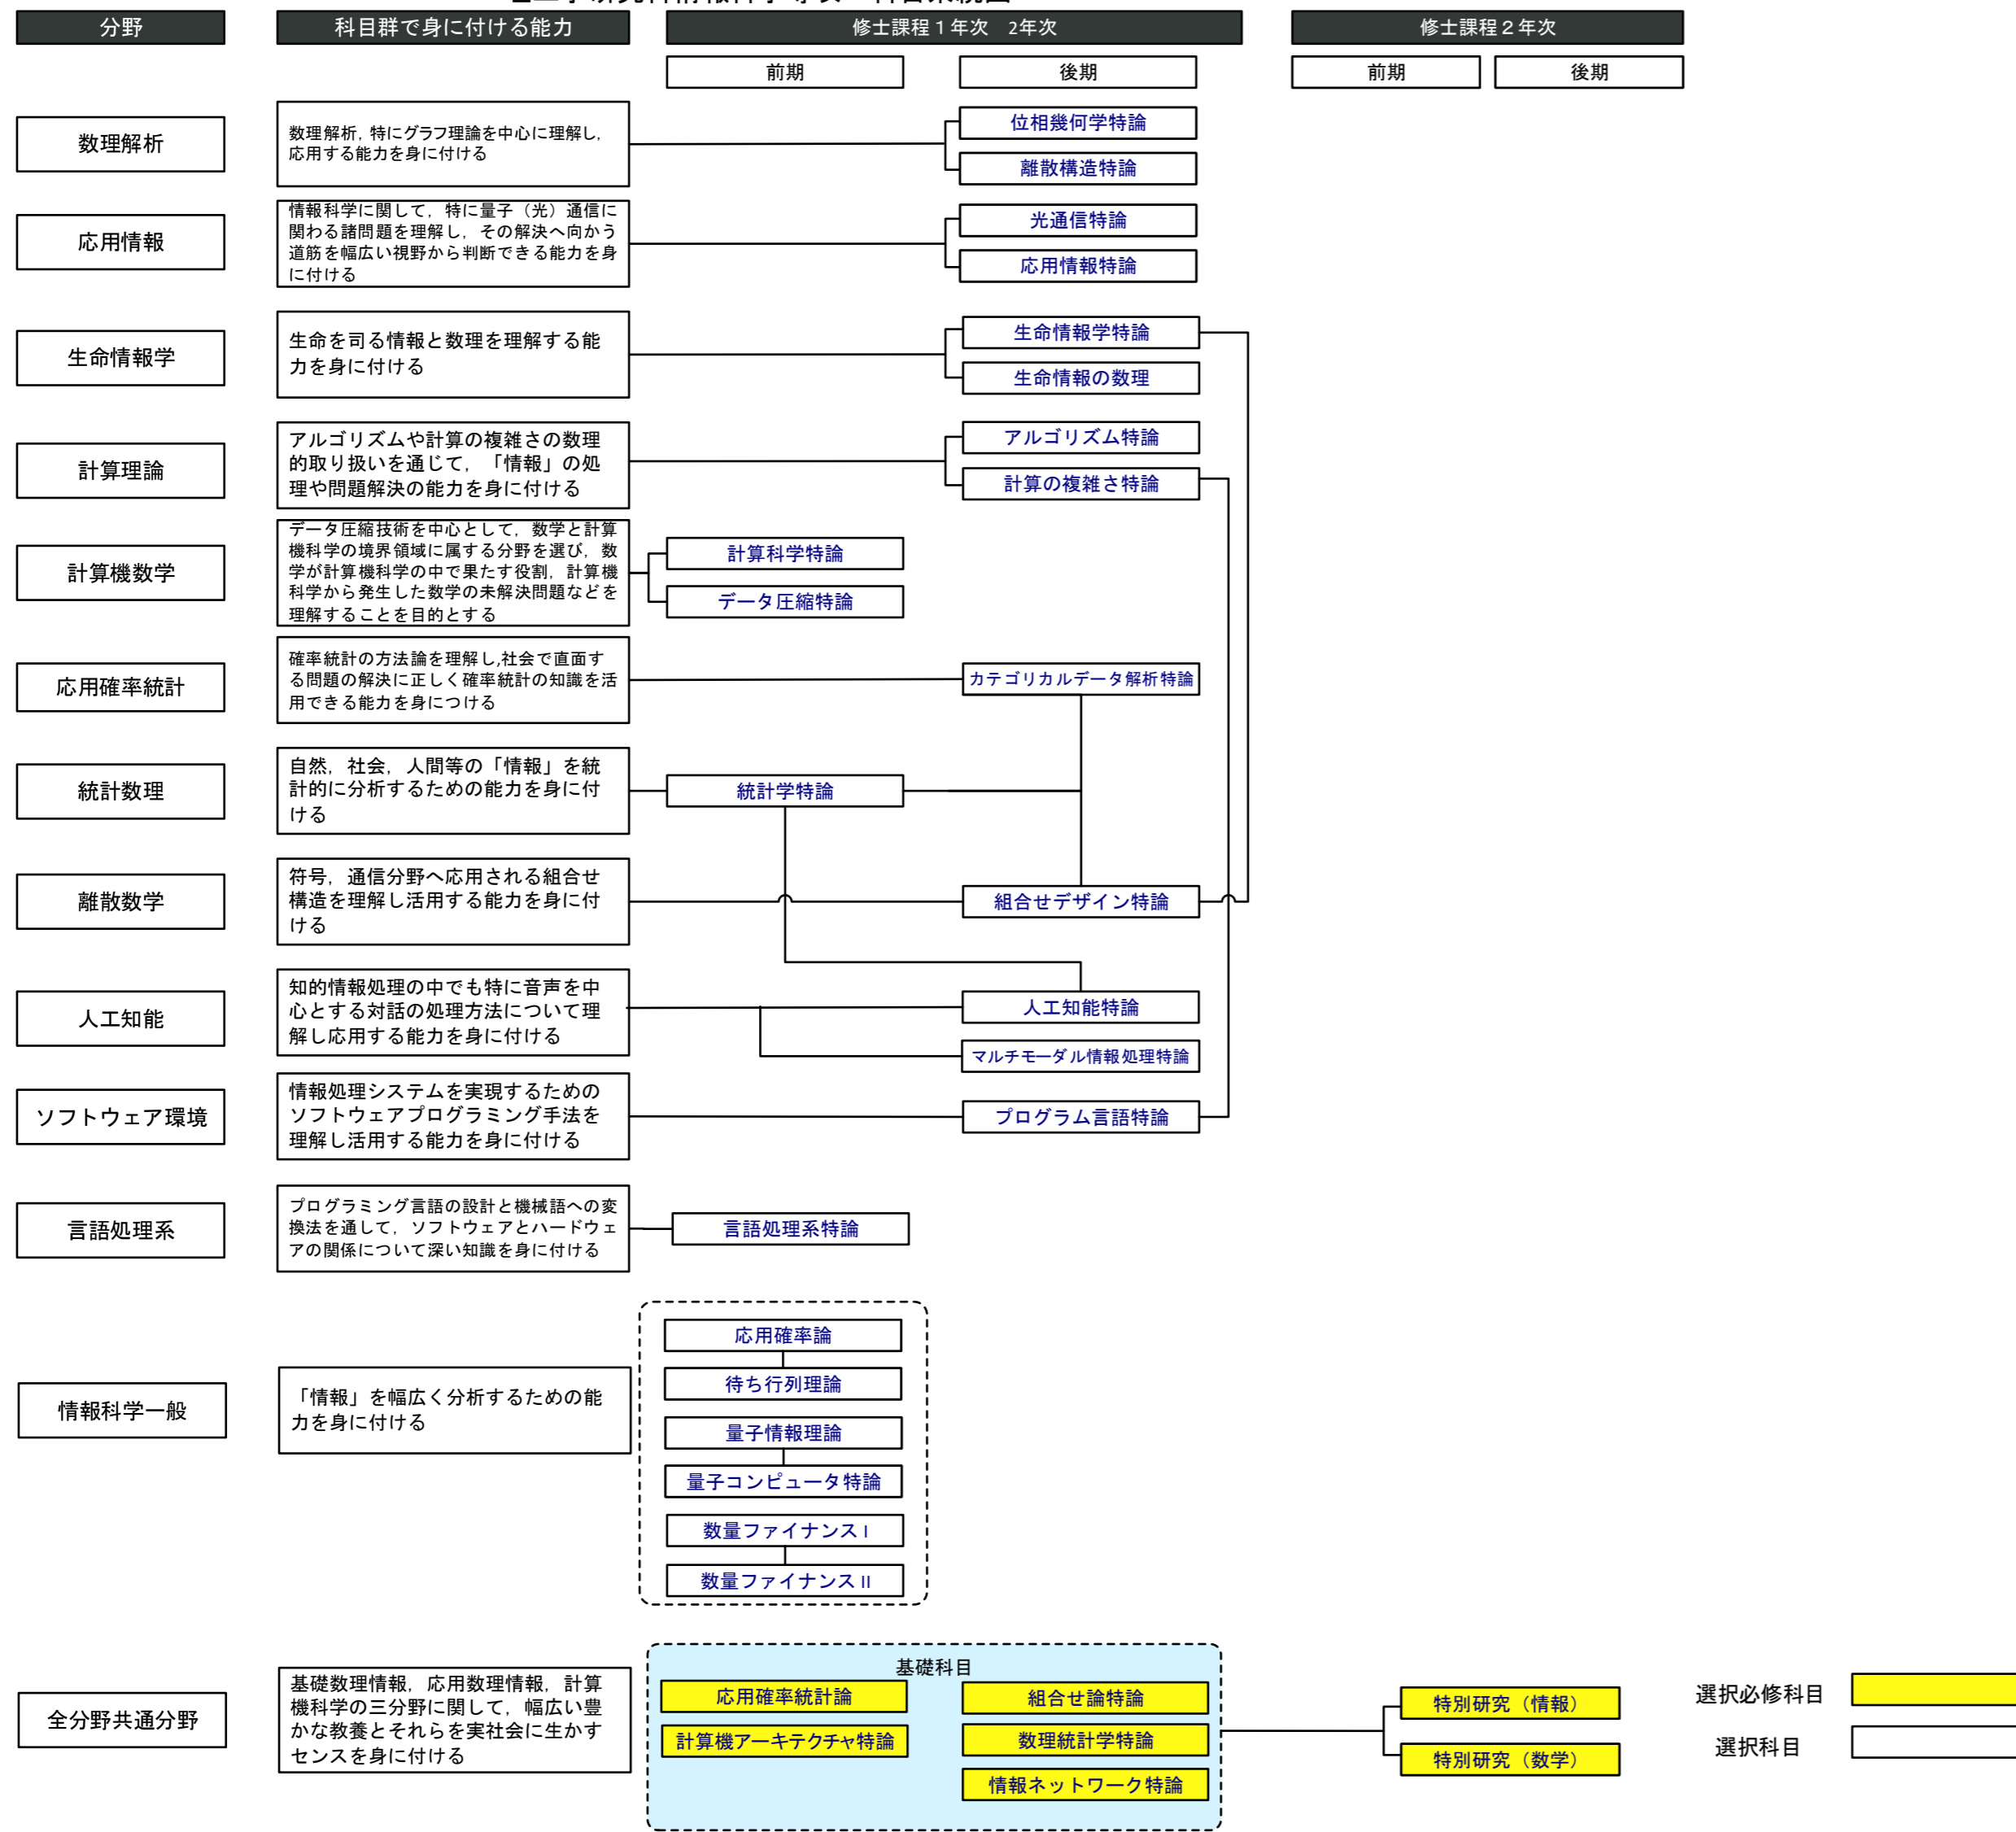 分野
科目群で身に付ける能力
修士課程１年次　2年次
修士課程２年次
前期
後期
前期
後期
数理解析
数理解析，特にグラフ理論を中心に理解し，
応用する能力を身に付ける
位相幾何学特論
離散構造特論
応用情報
情報科学に関して，特に量子（光）通信に
関わる諸問題を理解し，その解決へ向かう
道筋を幅広い視野から判断できる能力を身
に付ける
光通信特論
応用情報特論
生命情報学
生命を司る情報と数理を理解する能
力を身に付ける
生命情報学特論
生命情報の数理
計算理論
アルゴリズムや計算の複雑さの数理
的取り扱いを通じて，「情報」の処
理や問題解決の能力を身に付ける
アルゴリズム特論
計算の複雑さ特論
計算機数学
データ圧縮技術を中心として，数学と計算
機科学の境界領域に属する分野を選び，数
学が計算機科学の中で果たす役割，計算機
科学から発生した数学の未解決問題などを
理解することを目的とする
計算科学特論
データ圧縮特論
応用確率統計
確率統計の方法論を理解し,社会で直面す
る問題の解決に正しく確率統計の知識を活
用できる能力を身につける
カテゴリカルデータ解析特論
統計数理
自然，社会，人間等の「情報」を統
計的に分析するための能力を身に付
ける
統計学特論
離散数学
符号，通信分野へ応用される組合せ
構造を理解し活用する能力を身に付
ける
組合せデザイン特論
人工知能
知的情報処理の中でも特に音声を中
心とする対話の処理方法について理
解し応用する能力を身に付ける
人工知能特論
マルチモーダル情報処理特論
ソフトウェア環境
情報処理システムを実現するための
ソフトウェアプログラミング手法を
理解し活用する能力を身に付ける
プログラム言語特論
言語処理系
プログラミング言語の設計と機械語への変
換法を通して，ソフトウェアとハードウェ
アの関係について深い知識を身に付ける
言語処理系特論
情報科学一般
「情報」を幅広く分析するための能
力を身に付ける
応用確率論
待ち行列理論
量子情報理論
量子コンピュータ特論
数量ファイナンスⅠ
数量ファイナンスⅡ
全分野共通分野
基礎数理情報，応用数理情報，計算
機科学の三分野に関して，幅広い豊
かな教養とそれらを実社会に生かす
センスを身に付ける
基礎科目
応用確率統計論
計算機アーキテクチャ特論
組合せ論特論
数理統計学特論
情報ネットワーク特論
特別研究（情報）
特別研究（数学）
選択必修科目
選択科目